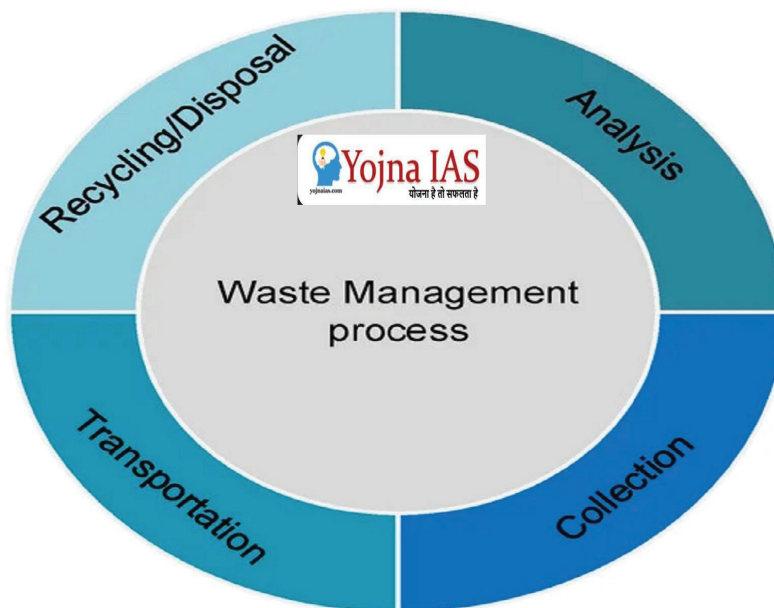 Recycling/Disposal
Analysis
Yojna IAS
yojnaias.com
योजना है तो सफलता है
Waste Management
process
Transportation
Collection